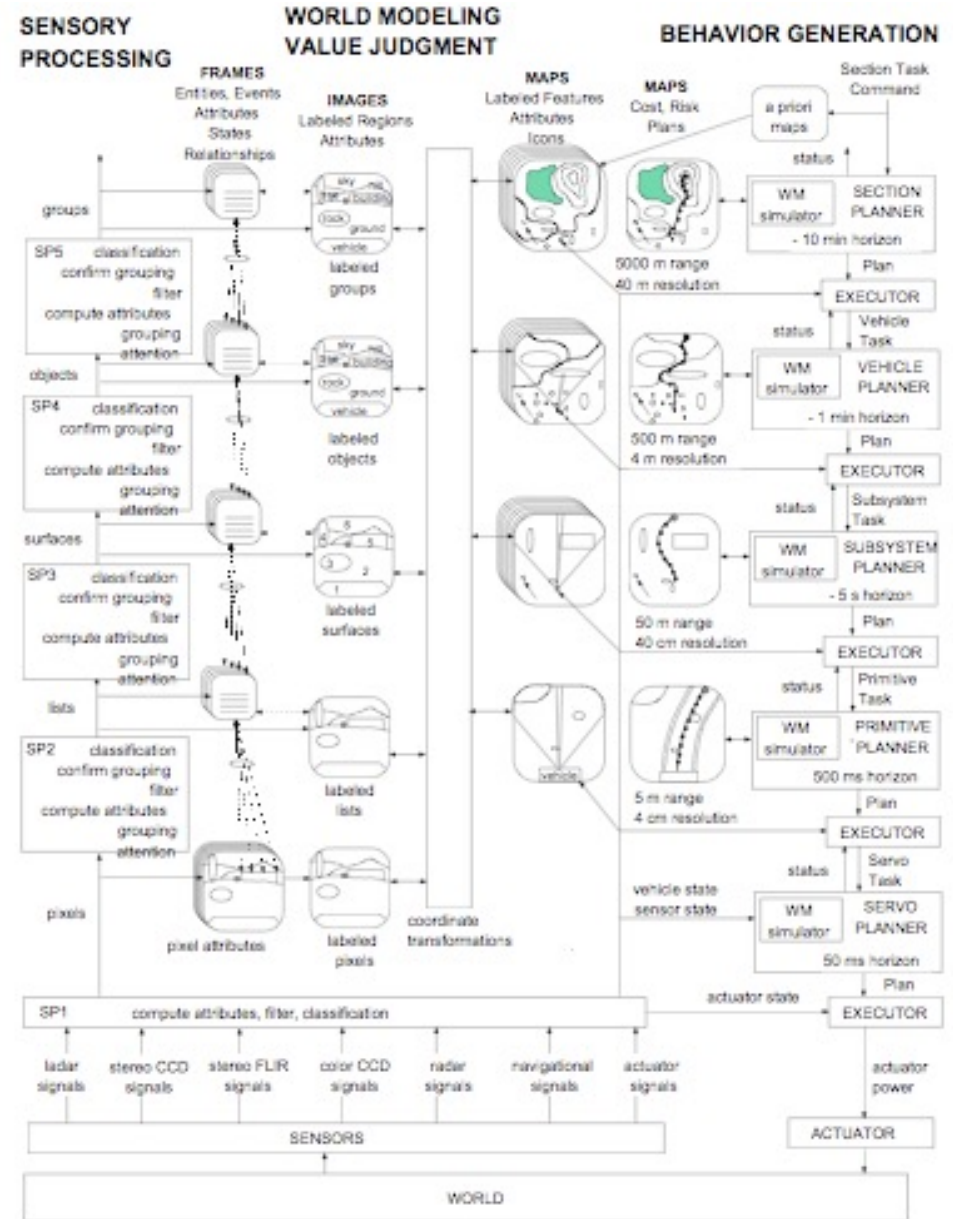 SENSORY
PROCESSING
WORLD MODELING
VALUE JUDGMENT
BEHAVIOR GENERATION
FRAMES
Entities, Events
Attributes
States
Relationships
IMAGES
Labeled Regions
Attributes
MAPS
Labeled Features
Attributes
Icons
MAPS
Cost, Risk
Plans
a priori
maps
Section Task
Command
status
groups
sky
building
rock
ground
vehicle
labeled
groups
5000 m range
40 m resolution
WM
simulator
SECTION
PLANNER
- 10 min horizon
Plan
EXECUTOR
SP5 classification
confirm grouping
filter
compute attributes
grouping
attention
status
Vehicle
Task
objects
sky
building
rock
ground
vehicle
labeled
objects
500 m range
4 m resolution
WM
simulator
VEHICLE
PLANNER
- 1 min horizon
Plan
EXECUTOR
SP4 classification
confirm grouping
filter
compute attributes
grouping
attention
status
Subsystem
Task
surfaces
6
5
3
2
1
labeled
surfaces
50 m range
40 cm resolution
WM
simulator
SUBSYSTEM
PLANNER
- 5 s horizon
Plan
EXECUTOR
SP3 classification
confirm grouping
filter
compute attributes
grouping
attention
status
Primitive
Task
lists
labeled
lists
vehicle
5 m range
4 cm resolution
WM
simulator
PRIMITIVE
PLANNER
500 ms horizon
Plan
EXECUTOR
SP2 classification
confirm grouping
filter
compute attributes
grouping
attention
status
Servo
Task
pixels
pixel attributes
labeled
pixels
coordinate
transformations
vehicle state
sensor state
WM
simulator
SERVO
PLANNER
50 ms horizon
Plan
SP1 compute attributes, filter, classification
actuator state
EXECUTOR
ladar
signals
stereo CCD
signals
stereo FLIR
signals
color CCD
signals
radar
signals
navigational
signals
actuator
signals
actuator
power
SENSORS
ACTUATOR
WORLD